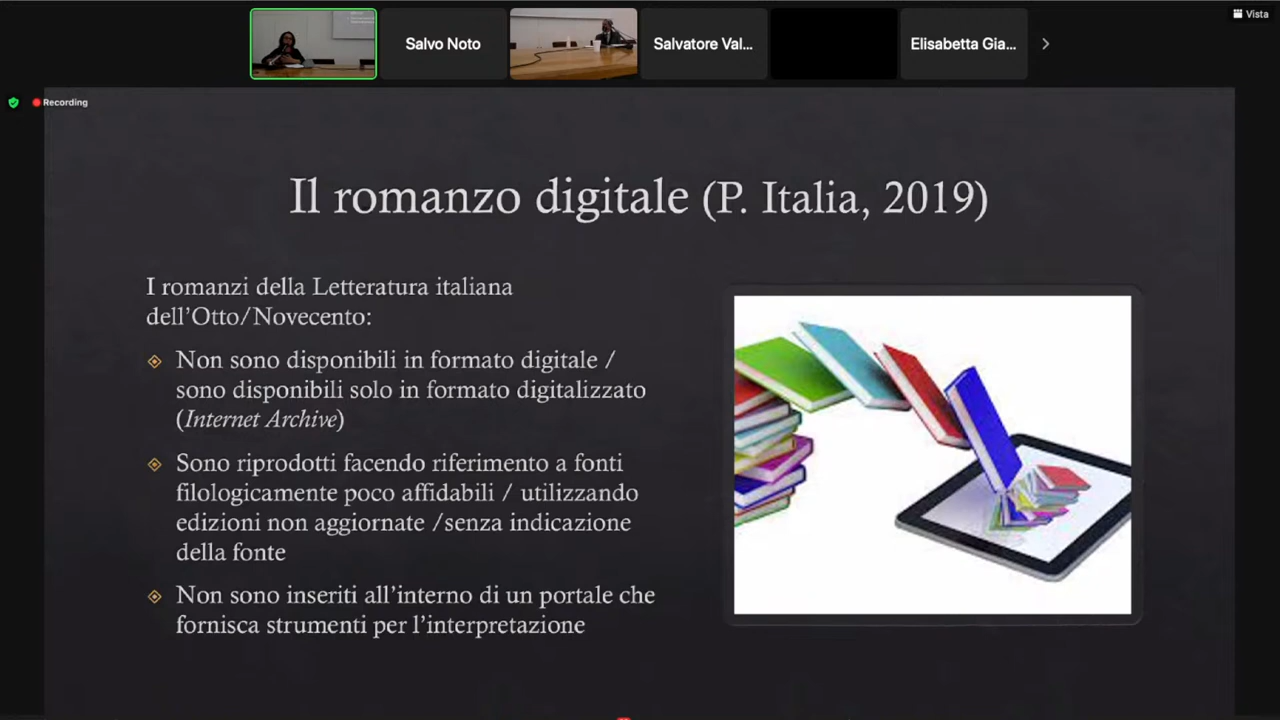 Vista
Salvo Noto
Salvatore Val...
Elisabetta Gia...
Recording
Il romanzo digitale (P. Italia, 2019)
I romanzi della Letteratura italiana
dell’Otto/Novecento:
Non sono disponibili in formato digitale /
sono disponibili solo in formato digitalizzato
(Internet Archive)
Sono riprodotti facendo riferimento a fonti
filologicamente poco affidabili / utilizzando
edizioni non aggiornate /senza indicazione
della fonte
Non sono inseriti all’interno di un portale che
fornisca strumenti per l’interpretazione